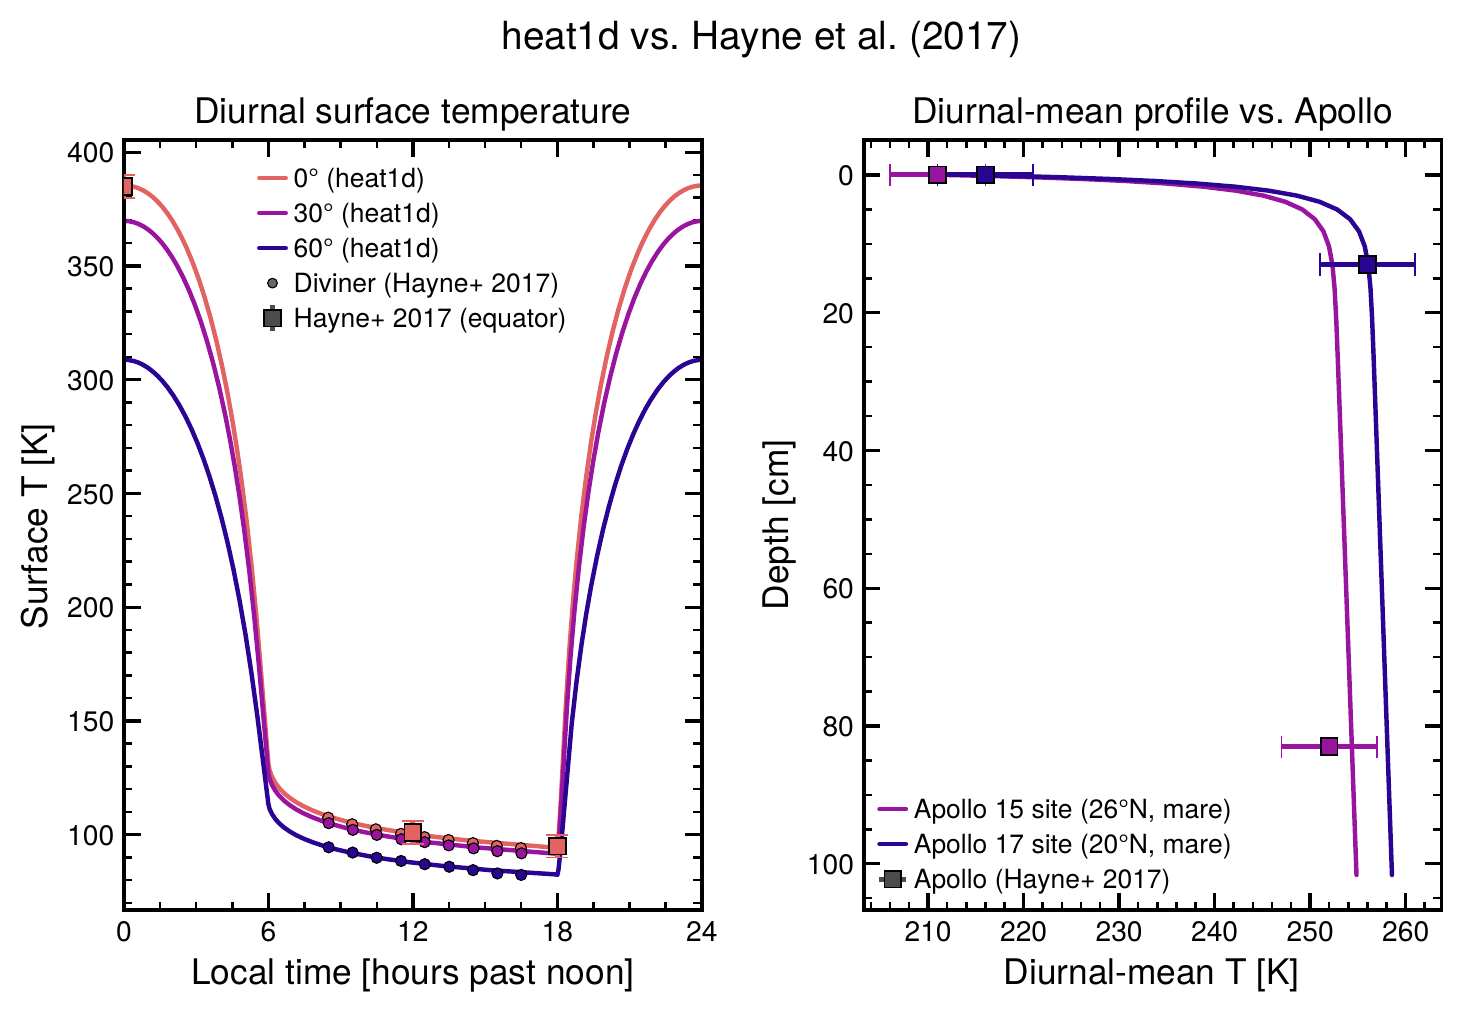 heat1d vs. Hayne et al. (2017)
Diurnal surface temperature
400
350
300
250
200
150
100
0
6
12
18
24
Surface T [K]
Local time [hours past noon]
0° (heat1d)
30° (heat1d)
60° (heat1d)
Diviner (Hayne+ 2017)
Hayne+ 2017 (equator)
Diurnal-mean profile vs. Apollo
0
20
40
60
80
100
210
220
230
240
250
260
Depth [cm]
Diurnal-mean T [K]
Apollo 15 site (26°N, mare)
Apollo 17 site (20°N, mare)
Apollo (Hayne+ 2017)